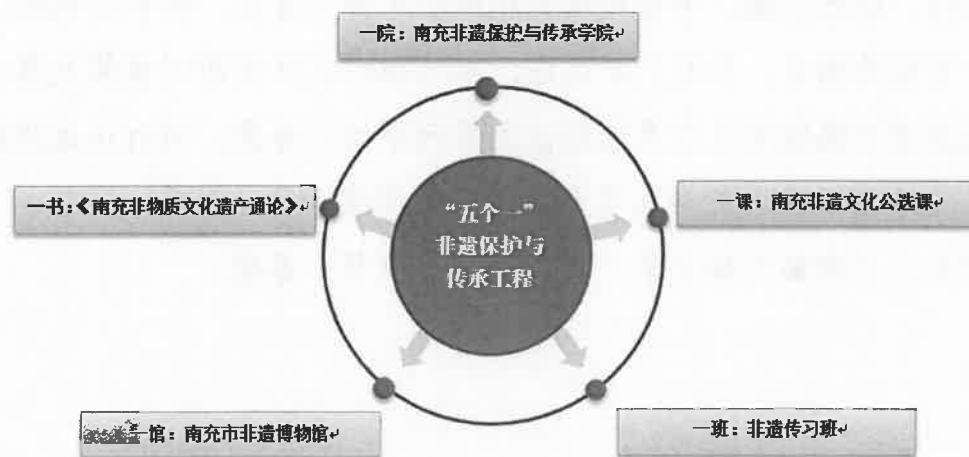 一院：南充非遗保护与传承学院
一书：《南充非物质文化遗产通论》
“五个一”
非遗保护与
传承工程
一课：南充非遗文化公选课
一馆：南充市非遗博物馆
一班：非遗传习班